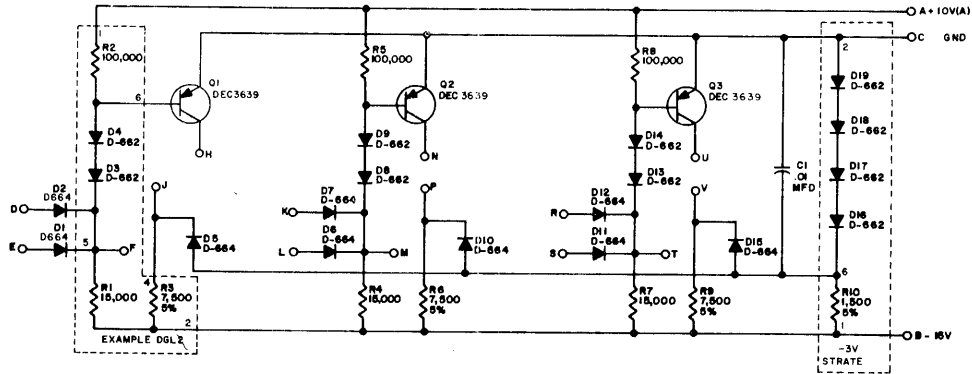 A + 10V(A)
C GND
R2
100,000
6
Q1
DEC3639
H
D4
D-662
D3
D-662
D2
D664
D
D1
D664
E
5
F
J
D5
D-664
R1
15,000
4
R3
7,500
5%
2
EXAMPLE DGL2
R5
100,000
Q2
DEC 3639
N
D9
D-662
D8
D-662
D7
D-664
K
D6
D-664
L
M
P
D10
D-664
R4
15,000
R6
7,500
5%
R8
100,000
Q3
DEC 3639
U
D14
D-662
D13
D-662
D12
D-664
R
D11
D-664
S
T
V
D15
D-664
R7
15,000
R9
7,500
5%
C1
.01
MFD
2
D19
D-662
D18
D-662
D17
D-662
D16
D-662
6
R10
1,500
5%
1
-3V
STRATE
B - 15V